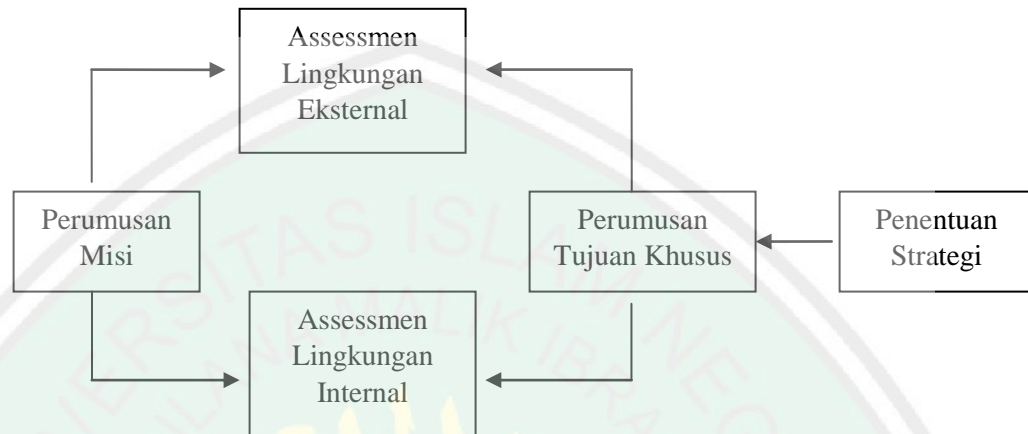 Assessmen
Lingkungan
Eksternal
Perumusan
Misi
Perumusan
Tujuan Khusus
Penentuan
Strategi
Assessmen
Lingkungan
Internal